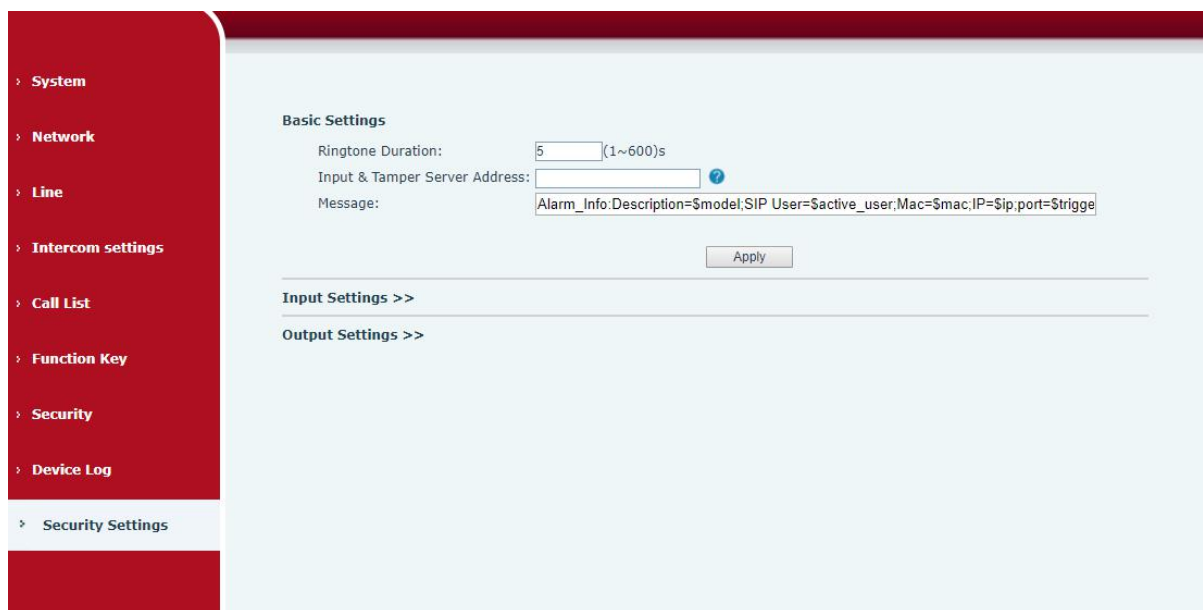 System
Network
Line
Intercom settings
Call List
Function Key
Security
Device Log
Security Settings
Basic Settings
Ringtone Duration: 5 (1~600)s
Input & Tamper Server Address:
Message: Alarm_Info:Description=$model;SIP User=$active_user;Mac=$mac;IP=$ip;port=$trigge
Apply
Input Settings >>
Output Settings >>